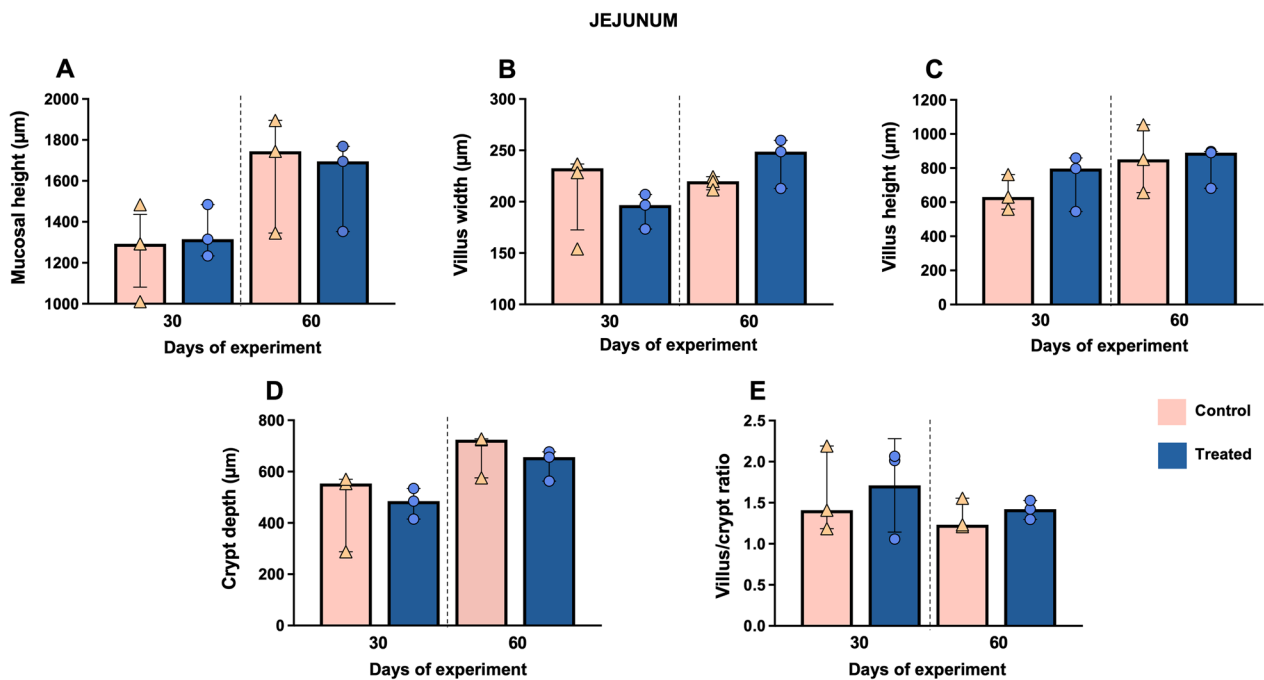 JEJUNUM
A
Mucosal height (µm)
2000
1800
1600
1400
1200
1000
30
60
Days of experiment
B
Villus width (µm)
300
250
200
150
100
30
60
Days of experiment
C
Villus height (µm)
1200
1000
800
600
400
200
0
30
60
Days of experiment
D
Crypt depth (µm)
800
600
400
200
0
30
60
Days of experiment
E
Villus/crypt ratio
2.5
2.0
1.5
1.0
0.5
0.0
30
60
Days of experiment
Control
Treated